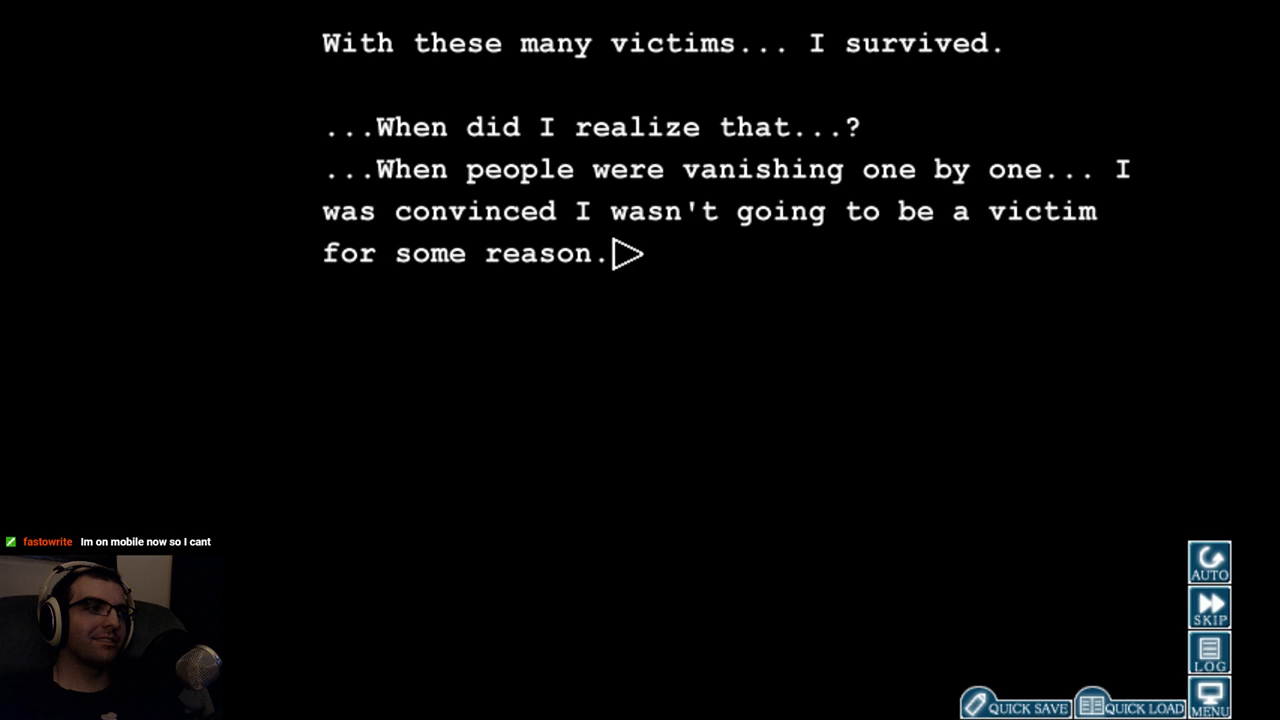 With these many victims... I survived.
...When did I realize that...?
...When people were vanishing one by one... I
was convinced I wasn't going to be a victim
for some reason.
fastowrite Im on mobile now so I cant
AUTO
SKIP
LOG
QUICK SAVE
QUICK LOAD
MENU